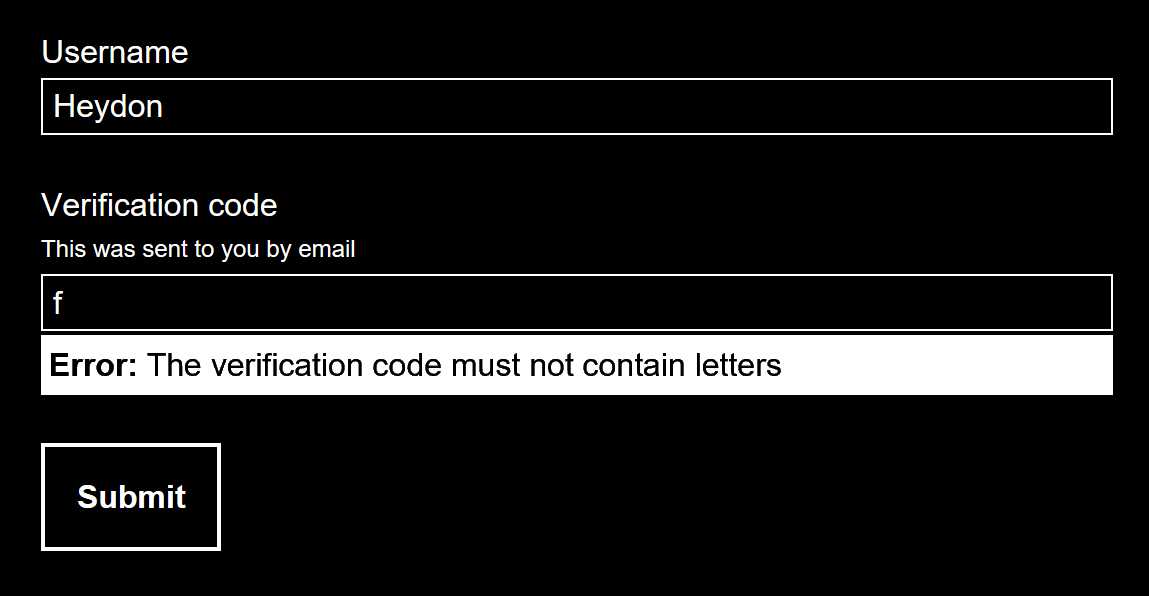 Username
Heydon
Verification code
This was sent to you by email
f
Error: The verification code must not contain letters
Submit